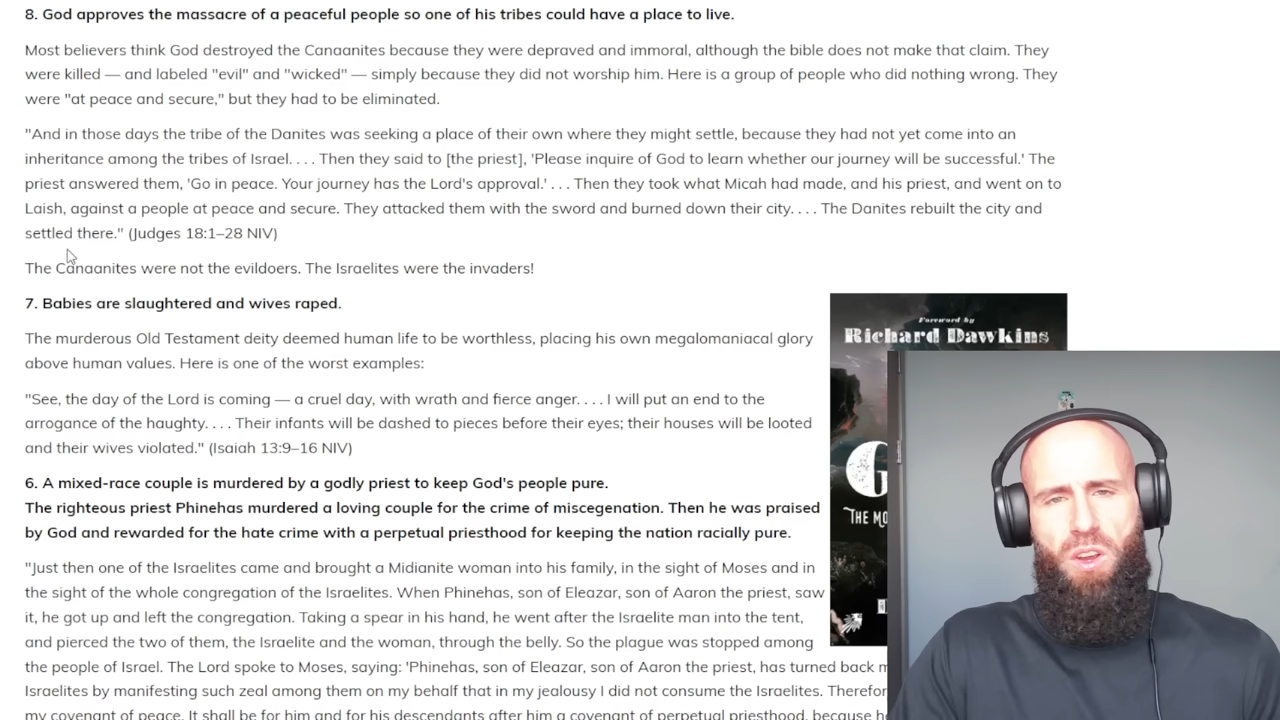 8. God approves the massacre of a peaceful people so one of his tribes could have a place to live.
Most believers think God destroyed the Canaanites because they were depraved and immoral, although the bible does not make that claim. They
were killed — and labeled "evil" and "wicked" — simply because they did not worship him. Here is a group of people who did nothing wrong. They
were "at peace and secure," but they had to be eliminated.
"And in those days the tribe of the Danites was seeking a place of their own where they might settle, because they had not yet come into an
inheritance among the tribes of Israel. . . . Then they said to [the priest], 'Please inquire of God to learn whether our journey will be successful.' The
priest answered them, 'Go in peace. Your journey has the Lord's approval.' . . . Then they took what Micah had made, and his priest, and went on to
Laish, against a people at peace and secure. They attacked them with the sword and burned down their city. . . . The Danites rebuilt the city and
settled there." (Judges 18:1–28 NIV)
The Canaanites were not the evildoers. The Israelites were the invaders!
7. Babies are slaughtered and wives raped.
The murderous Old Testament deity deemed human life to be worthless, placing his own megalomaniacal glory
above human values. Here is one of the worst examples:
"See, the day of the Lord is coming — a cruel day, with wrath and fierce anger. . . . I will put an end to the
arrogance of the haughty. . . . Their infants will be dashed to pieces before their eyes; their houses will be looted
and their wives violated." (Isaiah 13:9–16 NIV)
6. A mixed-race couple is murdered by a godly priest to keep God's people pure.
The righteous priest Phinehas murdered a loving couple for the crime of miscegenation. Then he was praised
by God and rewarded for the hate crime with a perpetual priesthood for keeping the nation racially pure.
"Just then one of the Israelites came and brought a Midianite woman into his family, in the sight of Moses and in
the sight of the whole congregation of the Israelites. When Phinehas, son of Eleazar, son of Aaron the priest, saw
it, he got up and left the congregation. Taking a spear in his hand, he went after the Israelite man into the tent,
and pierced the two of them, the Israelite and the woman, through the belly. So the plague was stopped among
the people of Israel. The Lord spoke to Moses, saying: 'Phinehas, son of Eleazar, son of Aaron the priest, has turned back
Israelites by manifesting such zeal among them on my behalf that in my jealousy I did not consume the Israelites.
my covenant of peace. It shall be for him and for his descendants after him a covenant of perpetual priesthood, because
Foreword by
Richard Dawkins
G
THE